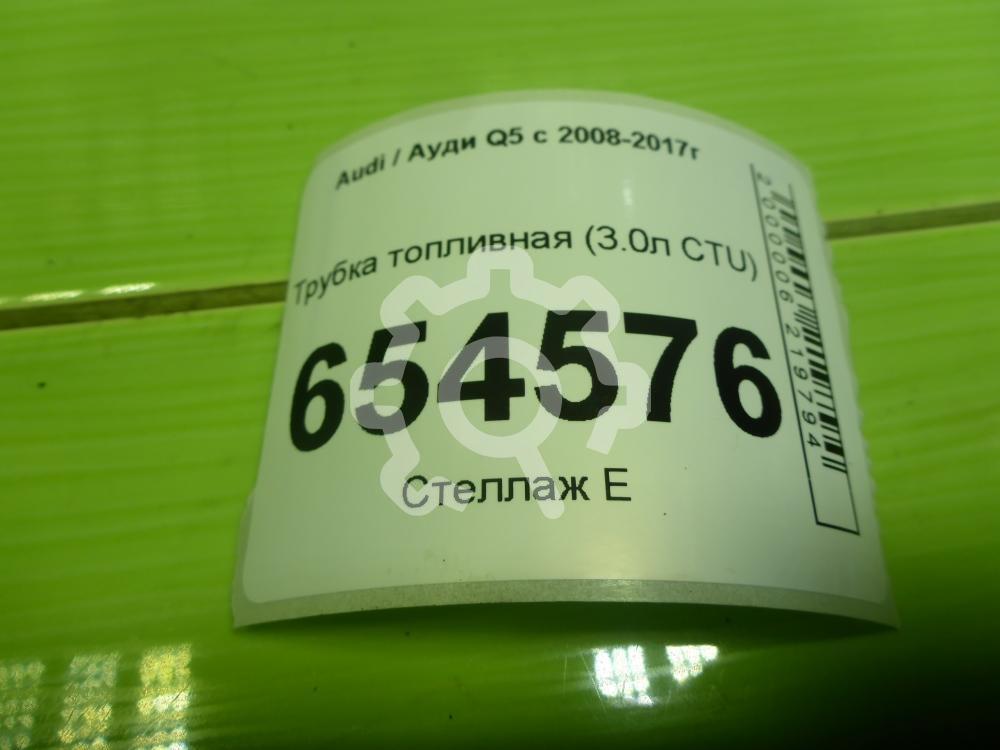 Audi / Ауди Q5 с 2008-2017г
Трубка топливная (3.0л CTU)
654576
Стеллаж Е
2000006219794